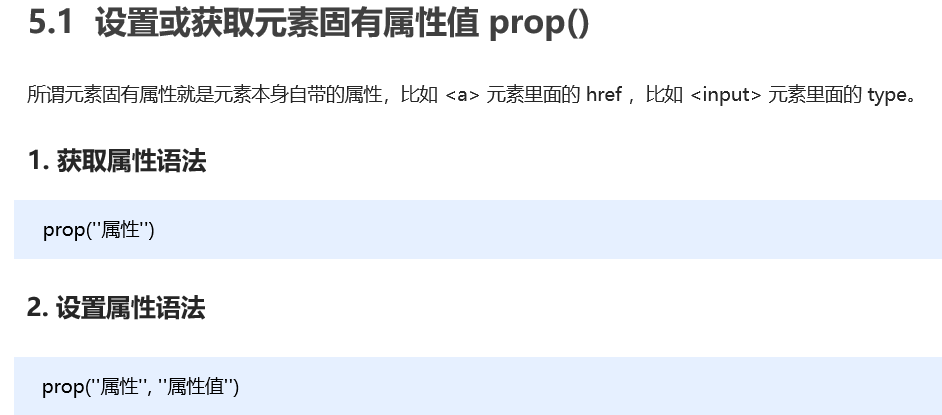 5.1 设置或获取元素固有属性值 prop()
所谓元素固有属性就是元素本身自带的属性，比如 <a> 元素里面的 href ，比如 <input> 元素里面的 type。
1. 获取属性语法
prop(''属性'')
2. 设置属性语法
prop(''属性'', ''属性值'')